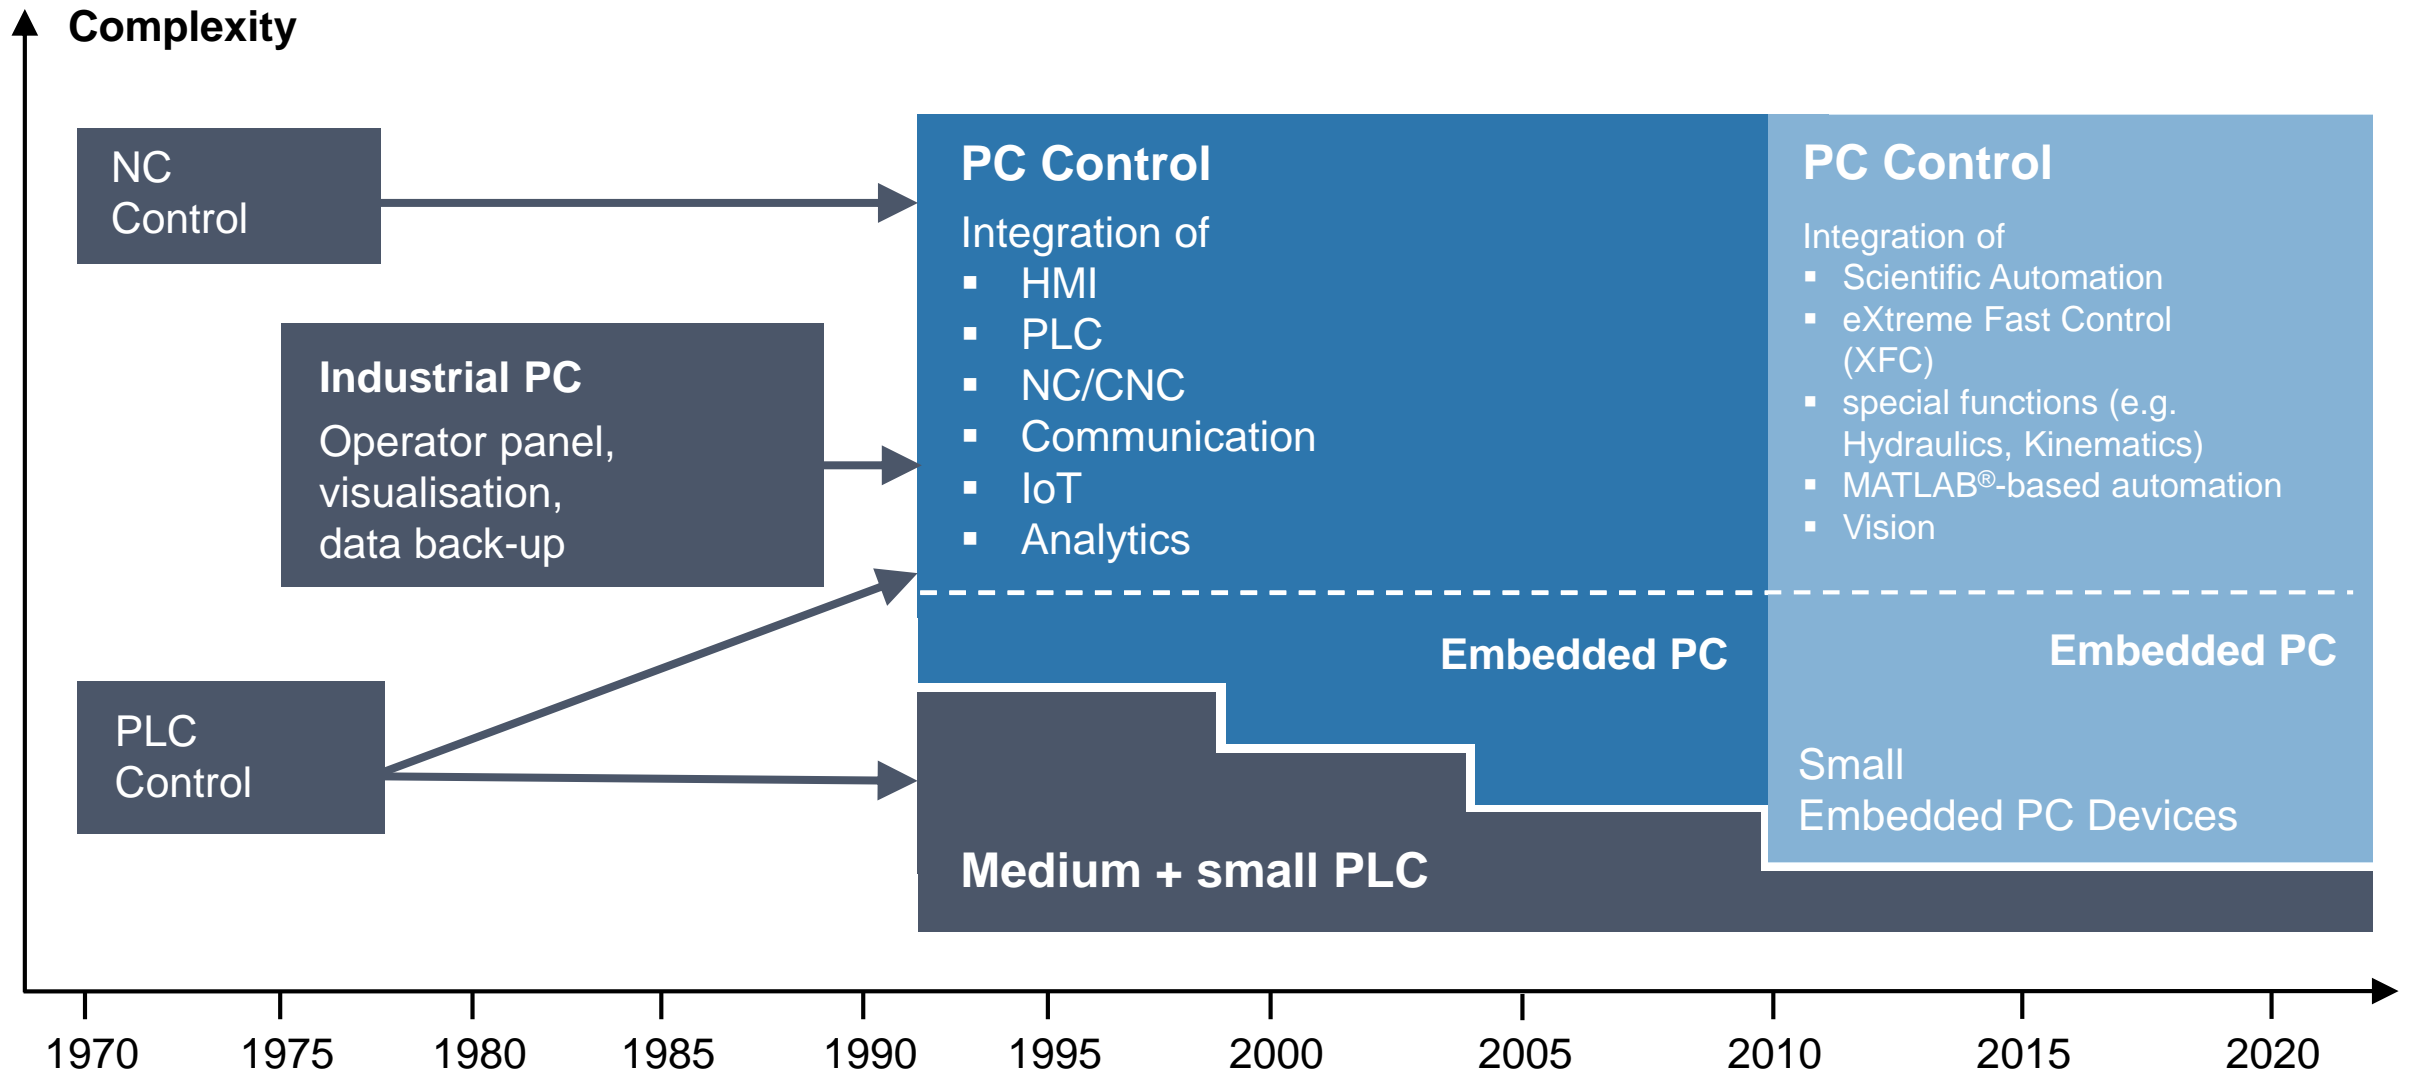 Complexity
NC
Control
Industrial PC
Operator panel,
visualisation,
data back-up
PLC
Control
PC Control
Integration of
▪ HMI
▪ PLC
▪ NC/CNC
▪ Communication
▪ IoT
▪ Analytics
Embedded PC
Medium + small PLC
PC Control
Integration of
▪ Scientific Automation
▪ eXtreme Fast Control
(XFC)
▪ special functions (e.g.
Hydraulics, Kinematics)
▪ MATLAB®-based automation
▪ Vision
Embedded PC
Small
Embedded PC Devices
1970 1975 1980 1985 1990 1995 2000 2005 2010 2015 2020